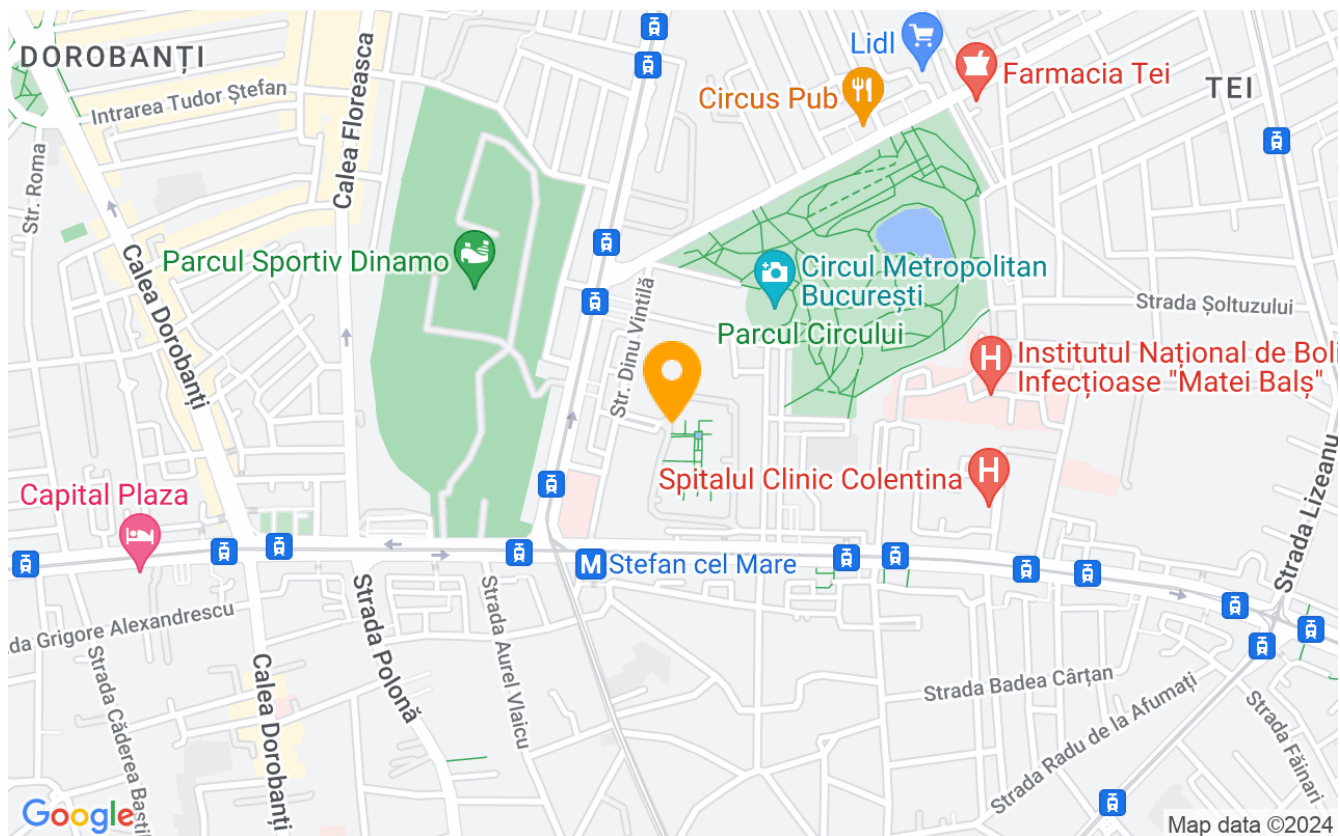 DOROBANȚI
Intrarea Tudor Ștefan
Str. Roma
Calea Floreasca
Lidl
Farmacia Tei
Circus Pub
TEI
Calea Dorobanți
Parcul Sportiv Dinamo
Str. Dinu Vintilă
Circul Metropolitan
București
Parcul Circului
Strada Șoltuzului
Institutul Național de Boli
Infecțioase "Matei Balș"
Capital Plaza
Spitalul Clinic Colentina
Strada Lizeanu
M Stefan cel Mare
da Grigore Alexandrescu
Strada Căderea Bastil
Calea Dorobanți
Strada Polonă
Strada Aurel Vlaicu
Strada Badea Cârțan
Strada Radu de la Afumați
Strada Făinari
H
H
Google
Map data ©2024